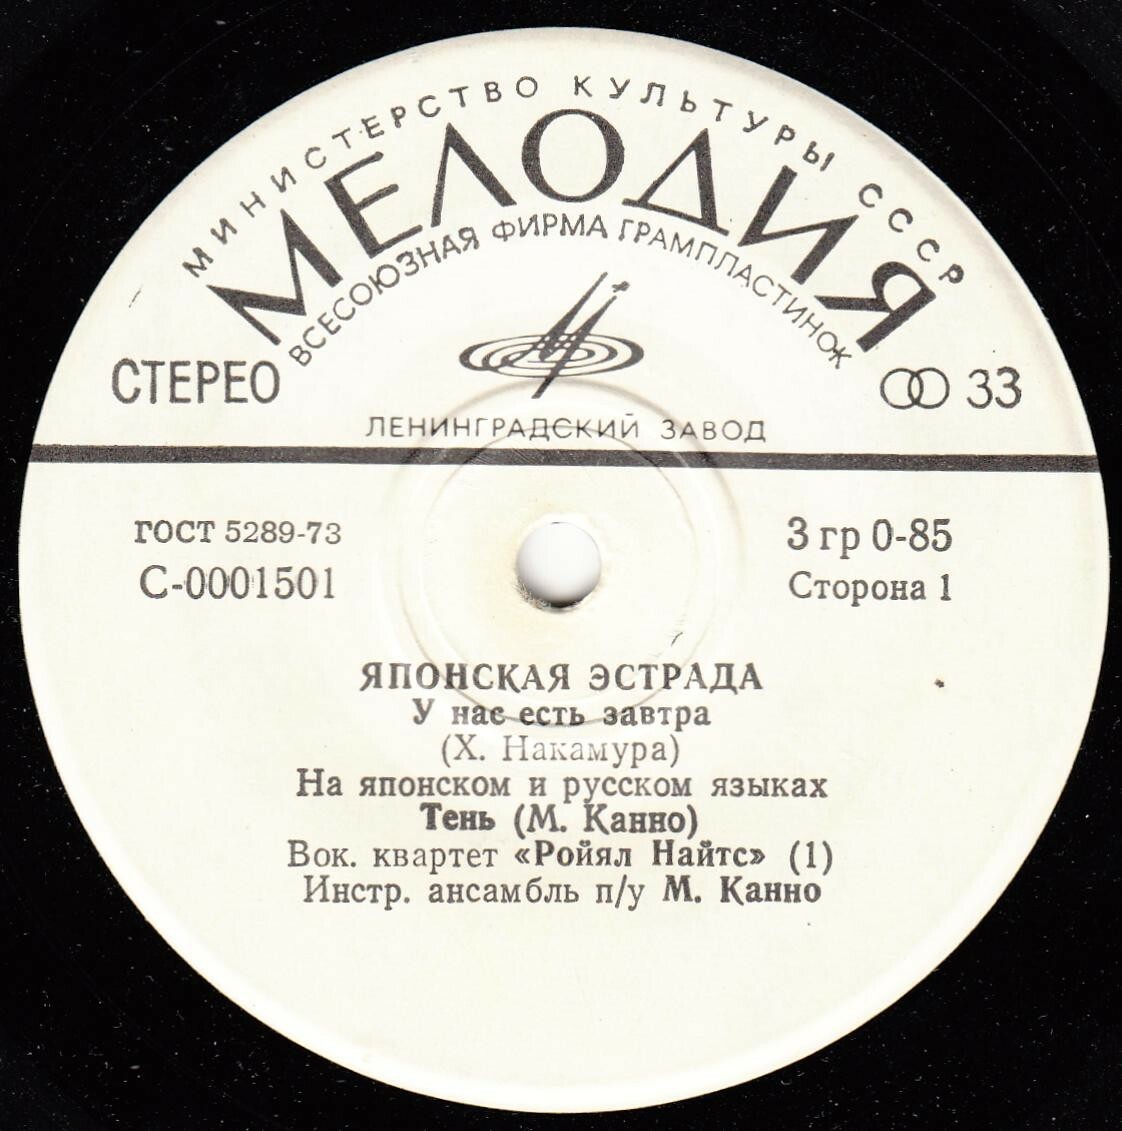 МИНИСТЕРСТВО КУЛЬТУРЫ СССР
МЕЛОДИЯ
ВСЕСОЮЗНАЯ ФИРМА ГРАМПЛАСТИНОК
СТЕРЕО
33
ЛЕНИНГРАДСКИЙ ЗАВОД
ГОСТ 5289-73
3 гр 0-85
С-0001501
Сторона 1
ЯПОНСКАЯ ЭСТРАДА
У нас есть завтра
(Х. Накамура)
На японском и русском языках
Тень (М. Канно)
Вок. квартет «Ройял Найтс» (1)
Инстр. ансамбль п/у М. Канно